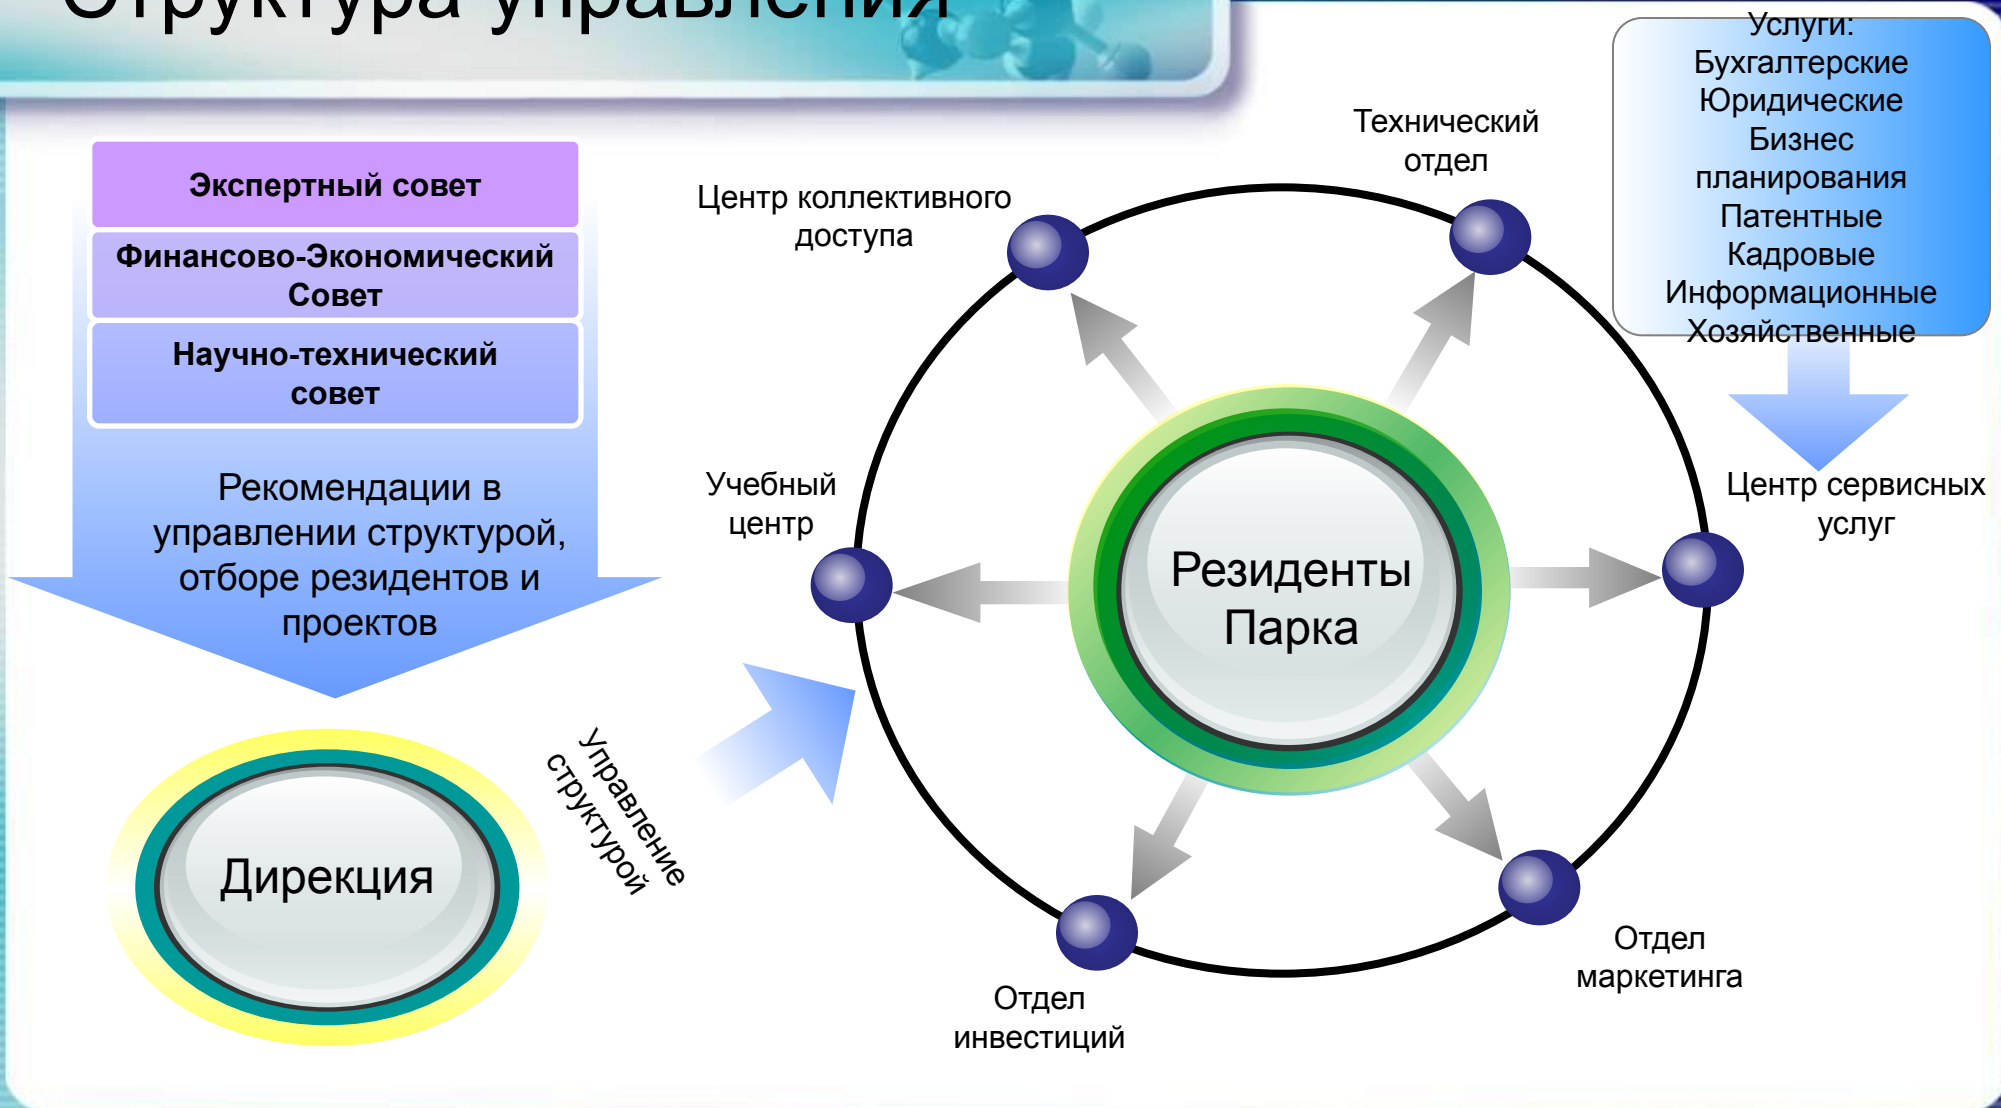 Структура управления
Экспертный совет
Финансово-Экономический
Совет
Научно-технический
совет
Рекомендации в
управлении структурой,
отборе резидентов и
проектов
Дирекция
Управление
структурой
Центр коллективного
доступа
Технический
отдел
Учебный
центр
Резиденты
Парка
Отдел
инвестиций
Отдел
маркетинга
Центр сервисных
услуг
Услуги:
Бухгалтерские
Юридические
Бизнес
планирования
Патентные
Кадровые
Информационные
Хозяйственные